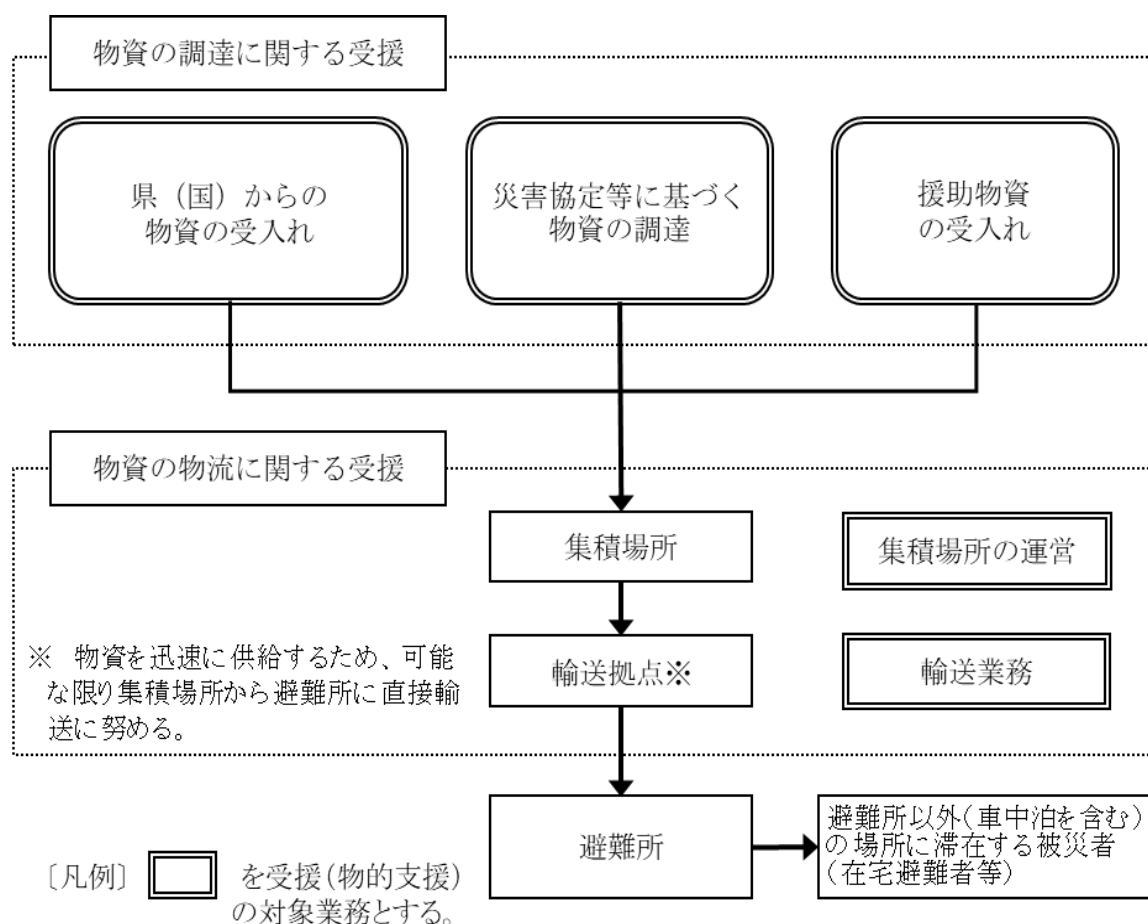 物資の調達に関する受援
県（国）からの
物資の受入れ
災害協定等に基づく
物資の調達
援助物資
の受入れ
物資の物流に関する受援
集積場所
集積場所の運営
※　物資を迅速に供給するため、可能
な限り集積場所から避難所に直接輸
送に努める。
輸送拠点※
輸送業務
避難所
避難所以外(車中泊を含む)
の場所に滞在する被災者
(在宅避難者等)
〔凡例〕　を受援(物的支援)
の対象業務とする。